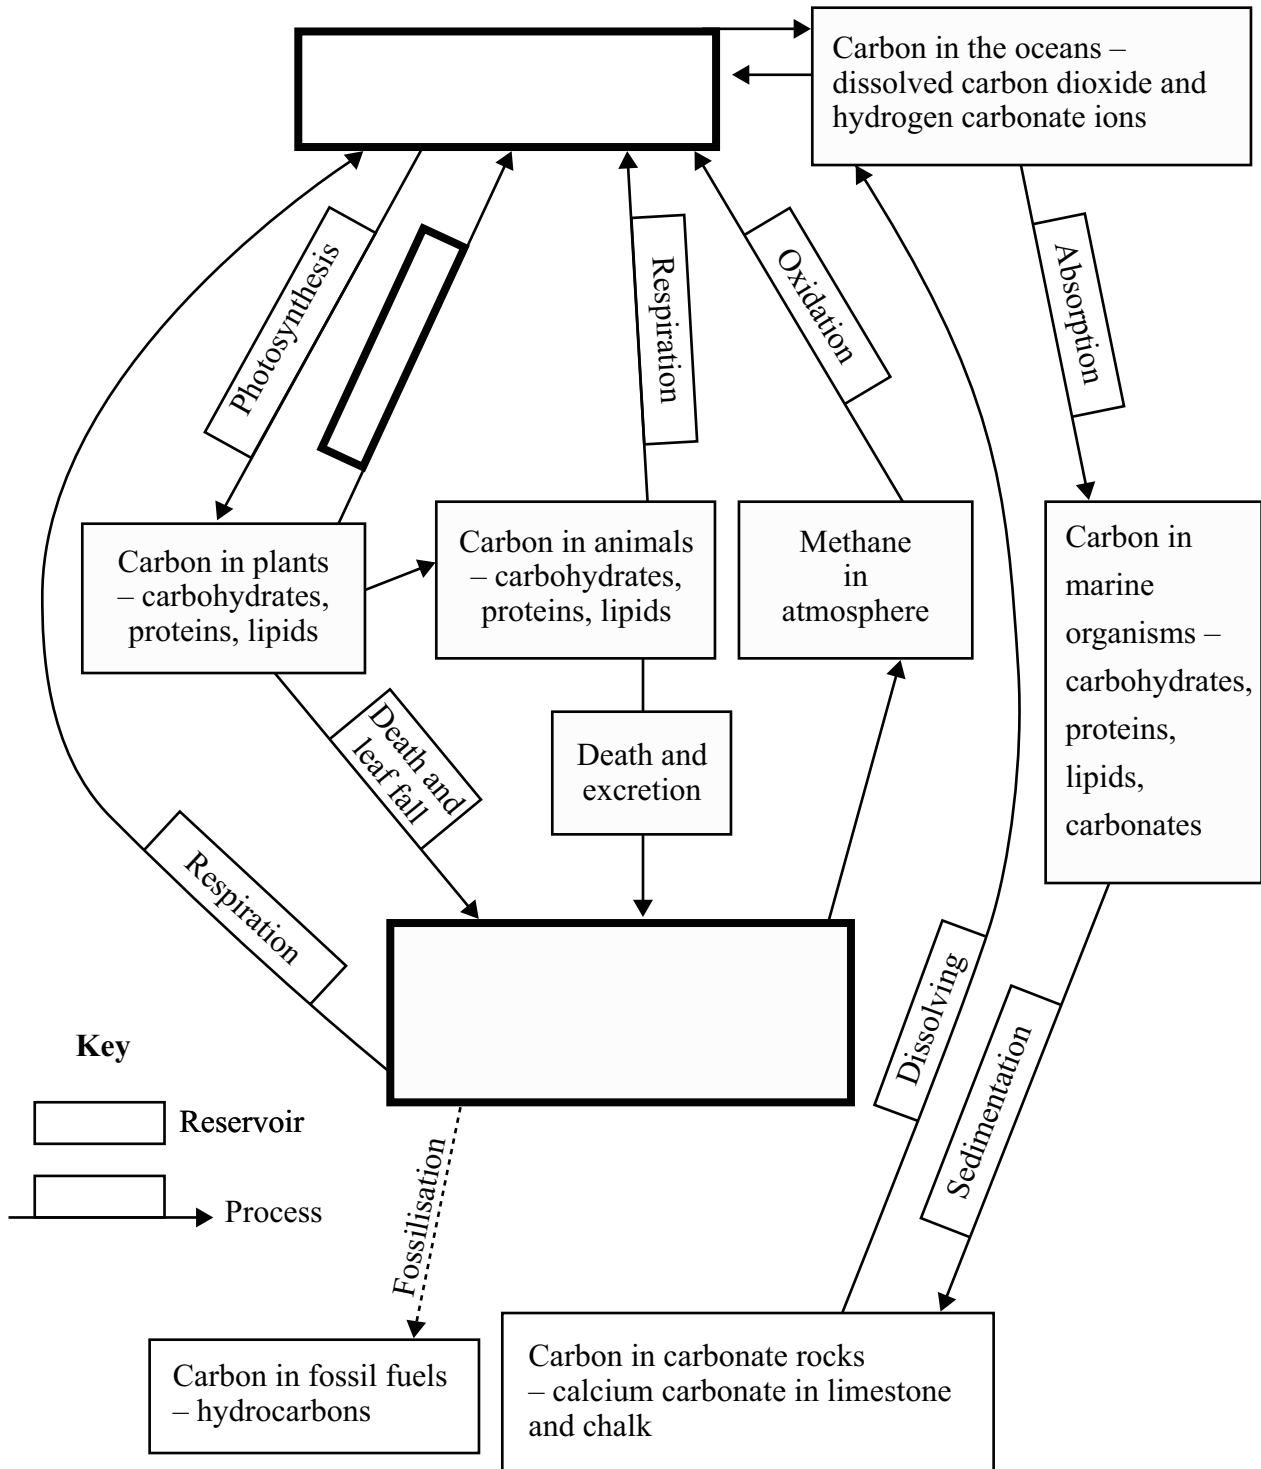 Carbon in the oceans –
dissolved carbon dioxide and
hydrogen carbonate ions
Photosynthesis
Respiration
Oxidation
Absorption
Carbon in plants
– carbohydrates,
proteins, lipids
Carbon in animals
– carbohydrates,
proteins, lipids
Methane
in
atmosphere
Carbon in
marine
organisms –
carbohydrates,
proteins,
lipids,
carbonates
Death and
leaf fall
Death and
excretion
Respiration
Dissolving
Sedimentation
Key
Reservoir
Process
Fossilisation
Carbon in fossil fuels
– hydrocarbons
Carbon in carbonate rocks
– calcium carbonate in limestone
and chalk